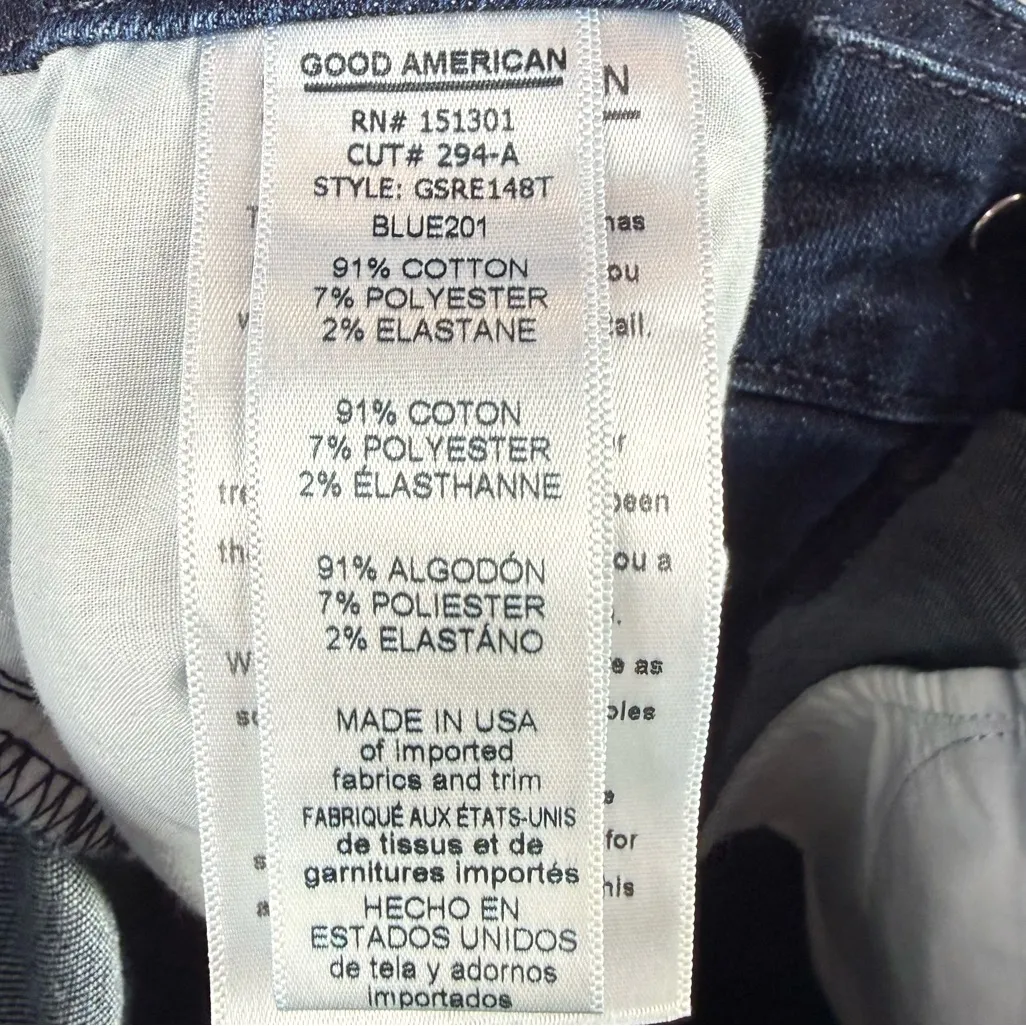 GOOD AMERICAN
RN# 151301
CUT# 294-A
STYLE: GSRE148T
BLUE201
91% COTTON
7% POLYESTER
2% ELASTANE
91% COTON
7% POLYESTER
2% ÉLASTHANNE
91% ALGODÓN
7% POLIESTER
2% ELASTÁNO
MADE IN USA
of imported
fabrics and trim
FABRIQUÉ AUX ÉTATS-UNIS
de tissus et de
garnitures importés
HECHO EN
ESTADOS UNIDOS
de tela y adornos
importados
a
as
for